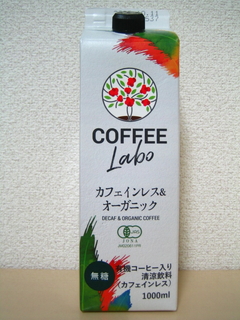 COFFEE
Labo
カフェインレス&
オーガニック
DECAF & ORGANIC COFFEE
JONA
無糖
有機コーヒー入り
清涼飲料
(カフェインレス)
1000ml